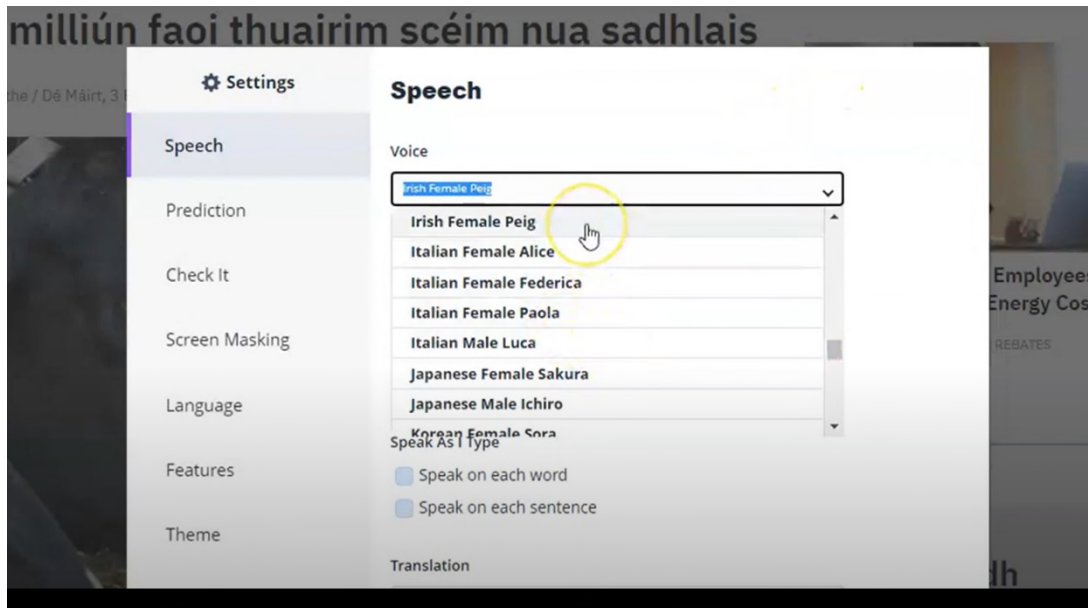 milliún faoi thuairim scéim nua sadhlais
the / Dé Máirt, 3
Settings
Speech
Prediction
Check It
Screen Masking
Language
Features
Theme
Speech
Voice
Irish Female Peig
Irish Female Peig
Italian Female Alice
Italian Female Federica
Italian Female Paola
Italian Male Luca
Japanese Female Sakura
Japanese Male Ichiro
Korean Female Sora
Speak As I Type
Speak on each word
Speak on each sentence
Translation
Employees
Energy Cos
REBATES
dh